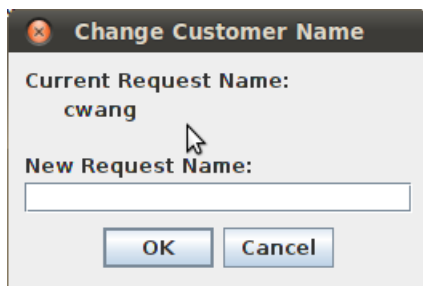 Change Customer Name
Current Request Name:
cwang
New Request Name:
OK Cancel